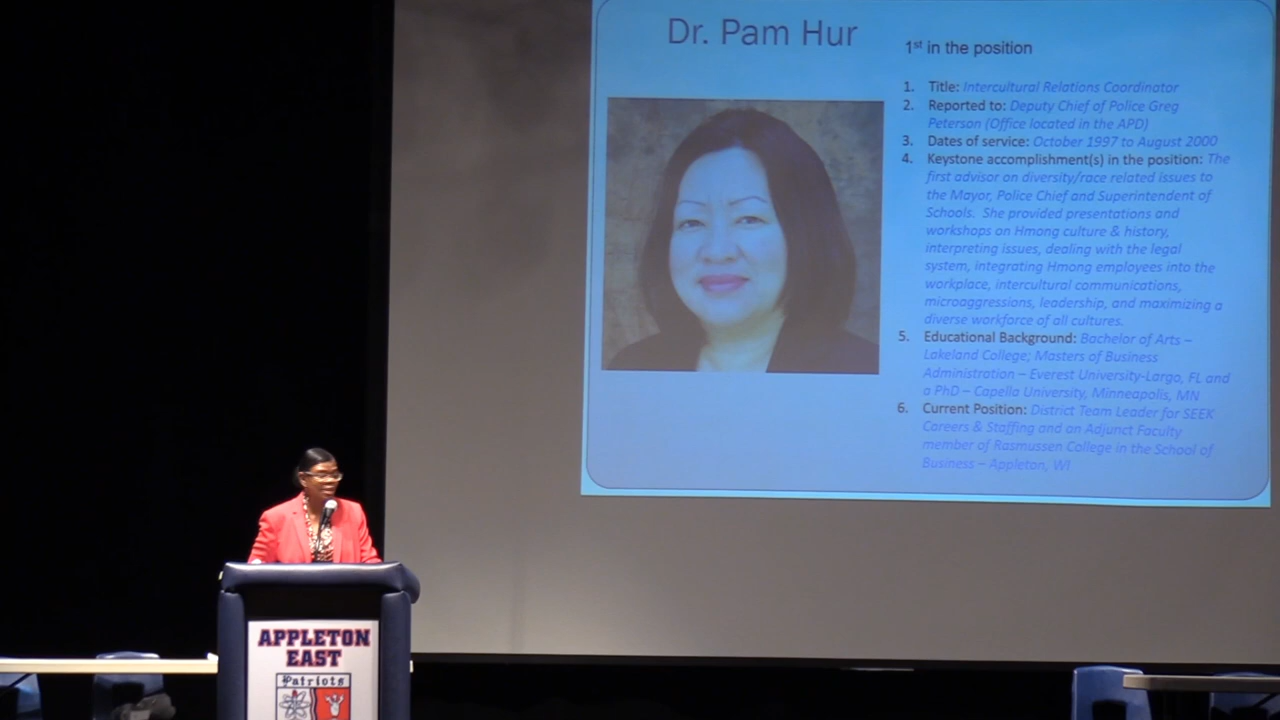 Dr. Pam Hur
1st in the position
1. Title: Intercultural Relations Coordinator
2. Reported to: Deputy Chief of Police Greg
Peterson (Office located in the APD)
3. Dates of service: October 1997 to August 2000
4. Keystone accomplishment(s) in the position: The
first advisor on diversity/race related issues to
the Mayor, Police Chief and Superintendent of
Schools. She provided presentations and
workshops on Hmong culture & history,
interpreting issues, dealing with the legal
system, integrating Hmong employees into the
workplace, intercultural communications,
microaggressions, leadership, and maximizing a
diverse workforce of all cultures.
5. Educational Background: Bachelor of Arts –
Lakeland College; Masters of Business
Administration – Everest University-Largo, FL and
a PhD – Capella University, Minneapolis, MN
6. Current Position: District Team Leader for SEEK
Careers & Staffing and an Adjunct Faculty
member of Rasmussen College in the School of
Business – Appleton, WI
APPLETON
EAST
Patriots